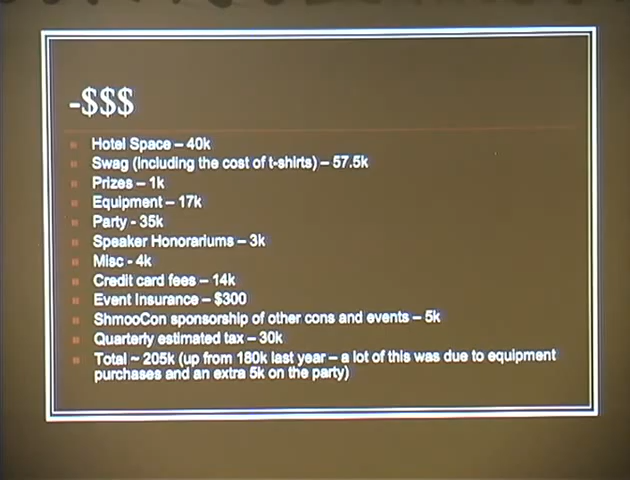 -$$$
Hotel Space – 40k
Swag (including the cost of t-shirts) – 57.5k
Prizes – 1k
Equipment – 17k
Party - 35k
Speaker Honorariums – 3k
Misc - 4k
Credit card fees – 14k
Event Insurance – $300
ShmooCon sponsorship of other cons and events – 5k
Quarterly estimated tax – 30k
Total ~ 205k (up from 180k last year – a lot of this was due to equipment
purchases and an extra 5k on the party)